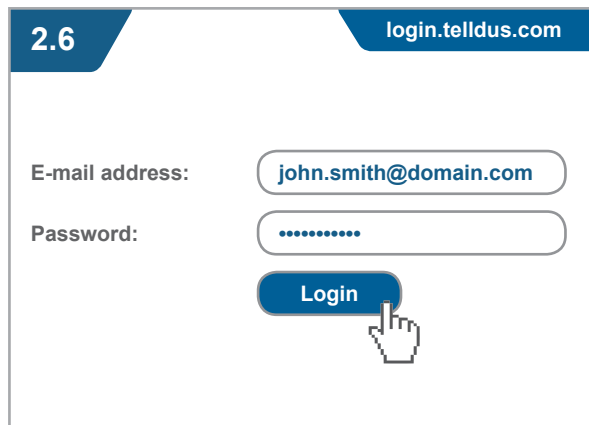 2.6
login.telldus.com
E-mail address:
john.smith@domain.com
Password:
•••••••••••
Login